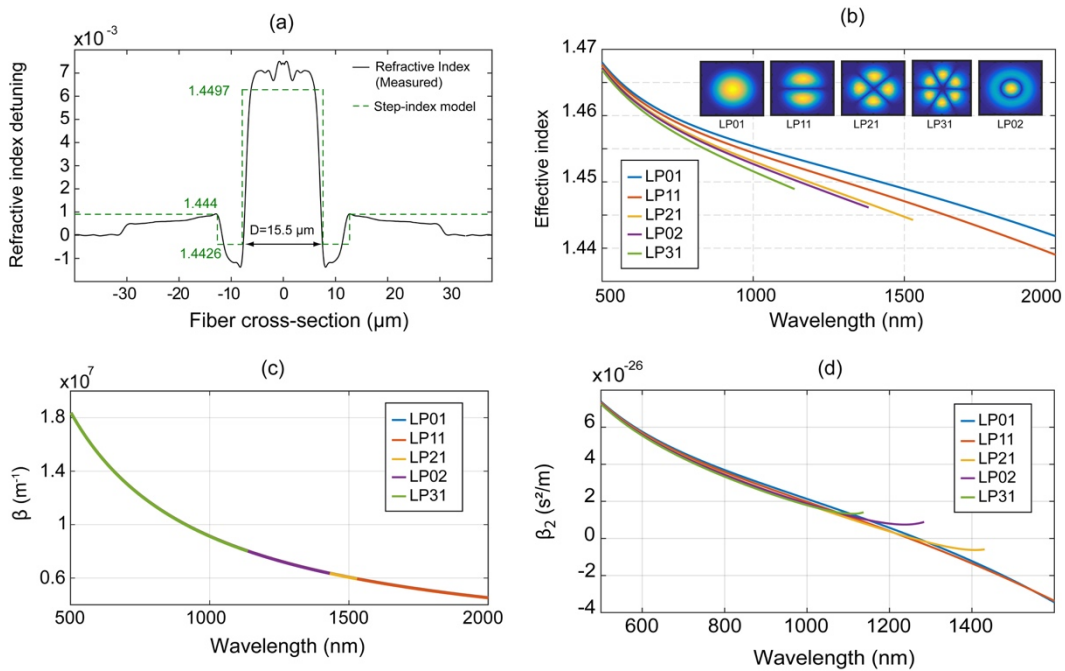 (a)
x10⁻³
Refractive index detuning
7
6
5
4
3
2
1
0
-1
1.4497
1.444
1.4426
D=15.5 µm
Refractive Index
(Measured)
Step-index model
-30
-20
-10
0
10
20
30
Fiber cross-section (µm)
(b)
Effective index
1.47
1.46
1.45
1.44
LP01
LP11
LP21
LP31
LP02
LP01
LP11
LP21
LP02
LP31
500
1000
1500
2000
Wavelength (nm)
(c)
x10⁷
β (m⁻¹)
1.8
1.4
1.0
0.6
LP01
LP11
LP21
LP02
LP31
500
1000
1500
2000
Wavelength (nm)
(d)
x10⁻²⁶
β₂ (s²/m)
6
4
2
0
-2
-4
LP01
LP11
LP21
LP02
LP31
600
800
1000
1200
1400
Wavelength (nm)